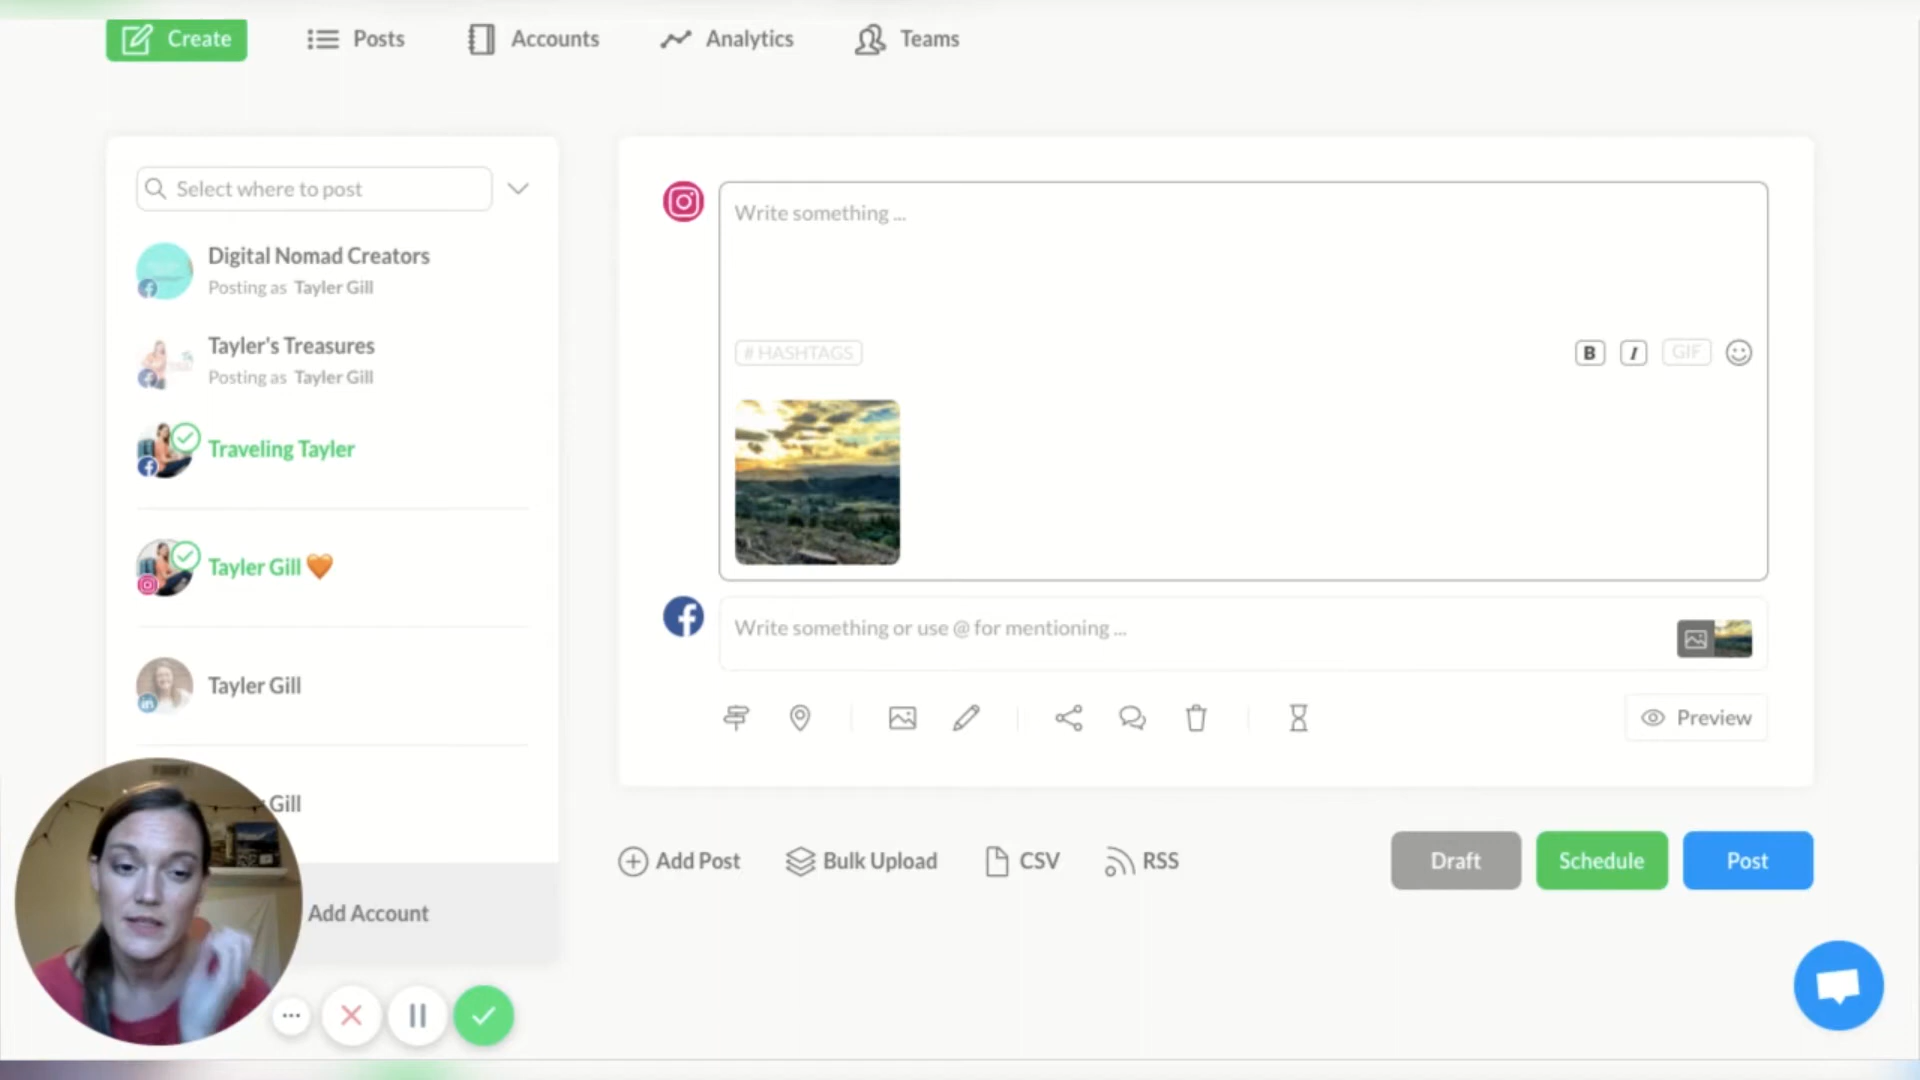 Create
Posts
Accounts
Analytics
Teams
Select where to post
Digital Nomad Creators
Posting as Tayler Gill
Tayler's Treasures
Posting as Tayler Gill
Traveling Tayler
Tayler Gill 🧡
Tayler Gill
Gill
Add Account
Write something ...
# HASHTAGS
B
I
GIF
Write something or use @ for mentioning ...
Preview
Add Post
Bulk Upload
CSV
RSS
Draft
Schedule
Post